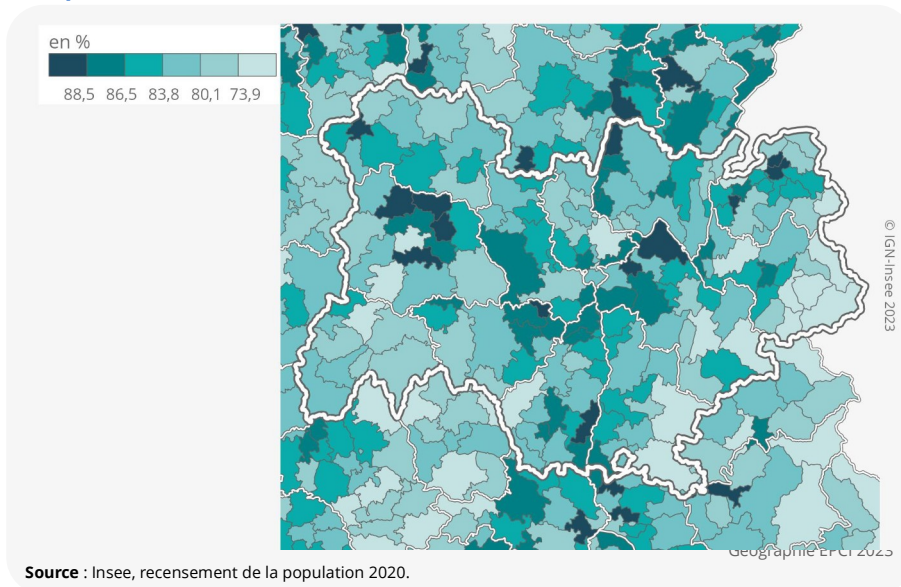 en %
88,5 86,5 83,8 80,1 73,9
© IGN-Insee 2023
Géographie EPCI 2023
Source : Insee, recensement de la population 2020.